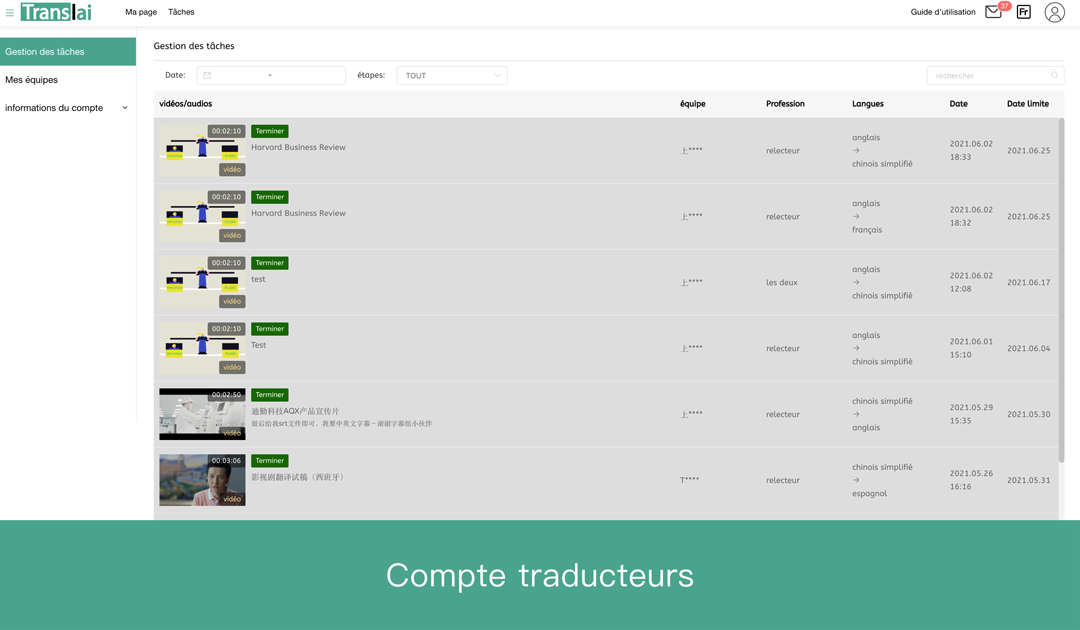 Translai
Ma page Tâches
Guide d'utilisation 37 Fr
Gestion des tâches
Mes équipes
informations du compte
Gestion des tâches
Date: - étapes: TOUT rechercher
vidéos/audios équipe Profession Langues Date Date limite
00:02:10 vidéo
Terminer
Harvard Business Review
上****
relecteur
anglais
→
chinois simplifié
2021.06.02
18:33
2021.06.25
00:02:10 vidéo
Terminer
Harvard Business Review
上****
relecteur
anglais
→
français
2021.06.02
18:32
2021.06.25
00:02:10 vidéo
Terminer
test
上****
les deux
anglais
→
chinois simplifié
2021.06.02
12:08
2021.06.17
00:02:10 vidéo
Terminer
Test
上****
relecteur
anglais
→
chinois simplifié
2021.06.01
15:10
2021.06.04
00:02:50 vidéo
Terminer
迪勤科技AQX产品宣传片
最后给我srt文件即可，我要中英文字幕～谢谢字幕组小伙伴
上****
relecteur
chinois simplifié
→
anglais
2021.05.29
15:35
2021.05.30
00:03:06 vidéo
Terminer
影视剧翻译试稿（西班牙）
T****
relecteur
chinois simplifié
→
espagnol
2021.05.26
16:16
2021.05.31
Compte traducteurs